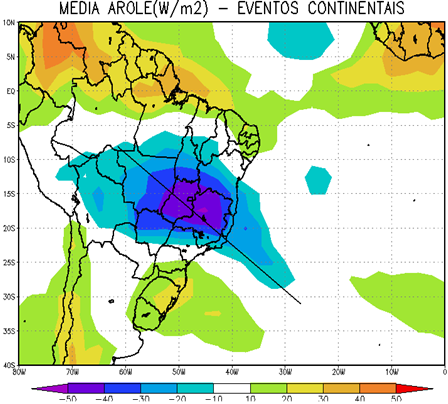 MEDIA AROLE(W/m2) – EVENTOS CONTINENTAIS
10N
5N
EQ
5S
10S
15S
20S
25S
30S
35S
40S
80W 70W 60W 50W 40W 30W 20W 10W 0
-50 -40 -30 -20 -10 10 20 30 40 50